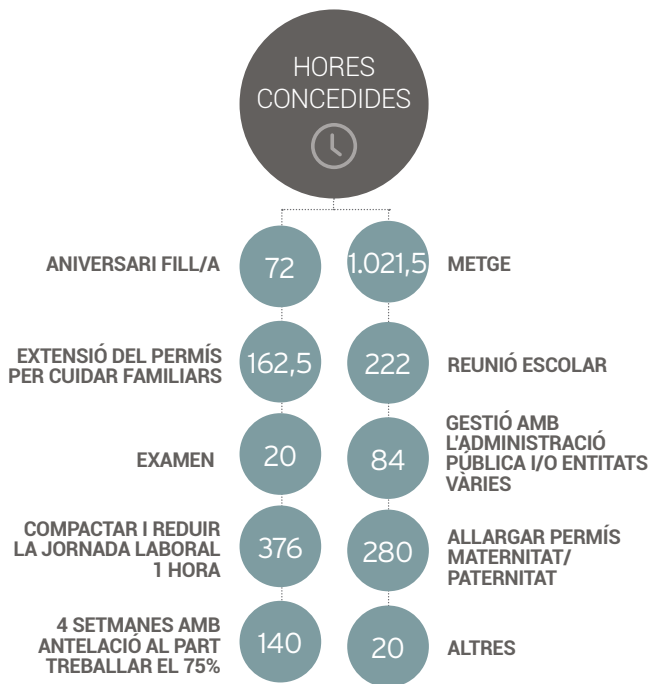 HORES
CONCEDIDES
ANIVERSARI FILL/A
72
1.021,5
METGE
EXTENSIÓ DEL PERMÍS
PER CUIDAR FAMILIARS
162,5
222
REUNIÓ ESCOLAR
EXAMEN
20
84
GESTIÓ AMB
L'ADMINISTRACIÓ
PÚBLICA I/O ENTITATS
VÀRIES
COMPACTAR I REDUIR
LA JORNADA LABORAL
1 HORA
376
280
ALLARGAR PERMÍS
MATERNITAT/
PATERNITAT
4 SETMANES AMB
ANTELACIÓ AL PART
TREBALLAR EL 75%
140
20
ALTRES